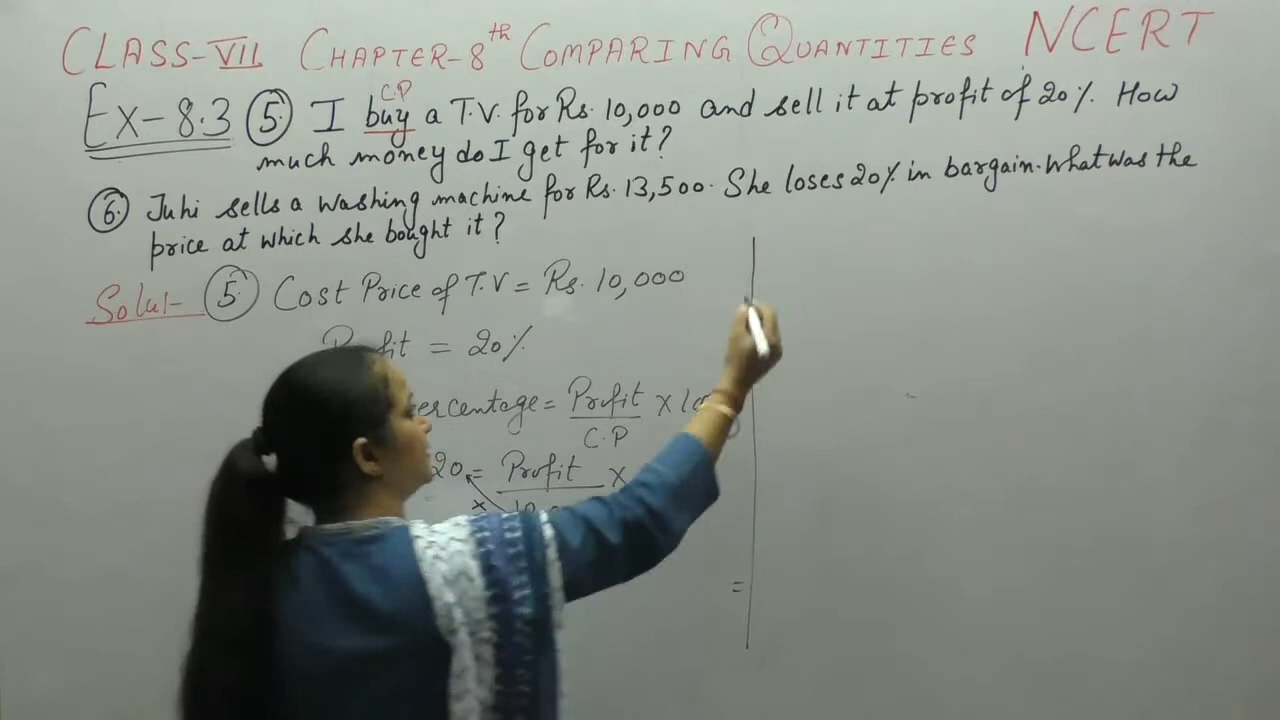 CLASS-VII CHAPTER-8th COMPARING QUANTITIES NCERT
C.P
Ex-8.3 (5.) I buy a T.V. for Rs. 10,000 and sell it at profit of 20%. How
much money do I get for it?
(6.) Juhi sells a washing machine for Rs. 13,500. She loses 20% in bargain. What was the
price at which she bought it?
Solu:- (5.) Cost Price of T.V = Rs. 10,000
Profit = 20%
ercentage = Profit/C.P x
20 = Profit x
x
=